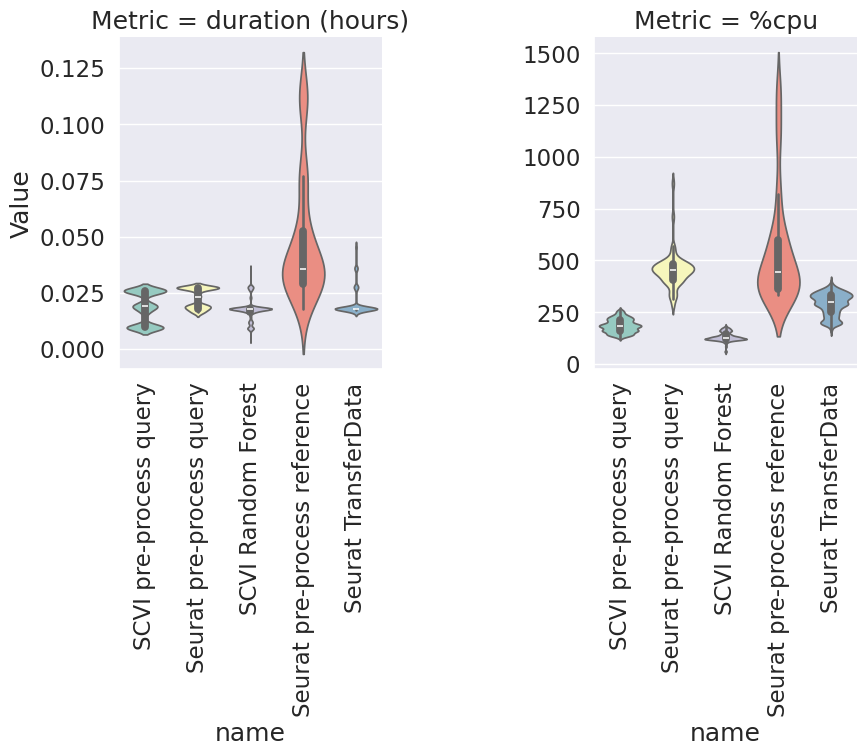 Metric = duration (hours)
Value
0.125
0.100
0.075
0.050
0.025
0.000
SCVI pre-process query
Seurat pre-process query
SCVI Random Forest
Seurat pre-process reference
Seurat TransferData
name
Metric = %cpu
1500
1250
1000
750
500
250
0
SCVI pre-process query
Seurat pre-process query
SCVI Random Forest
Seurat pre-process reference
Seurat TransferData
name